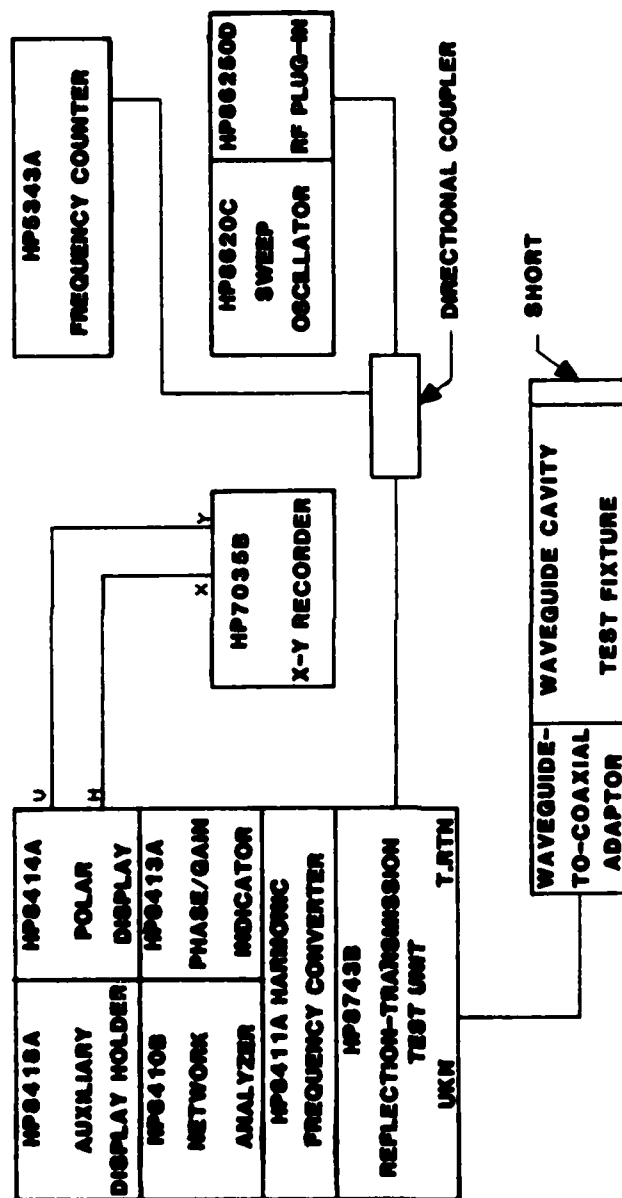 HP8418A
AUXILIARY
DISPLAY HOLDER
HP8414A
POLAR
DISPLAY
V
H
HP8410B
NETWORK
ANALYZER
HP8413A
PHASE/GAIN
INDICATOR
HP8411A HARMONIC
FREQUENCY CONVERTER
HP8743B
REFLECTION-TRANSMISSION
TEST UNIT
UKN
T.RTN
X
Y
HP7035B
X-Y RECORDER
HP5343A
FREQUENCY COUNTER
HP8620C
SWEEP
OSCILLATOR
HP86250D
RF PLUG-IN
DIRECTIONAL COUPLER
WAVEGUIDE-
TO-COAXIAL
ADAPTOR
WAVEGUIDE CAVITY
TEST FIXTURE
SHORT